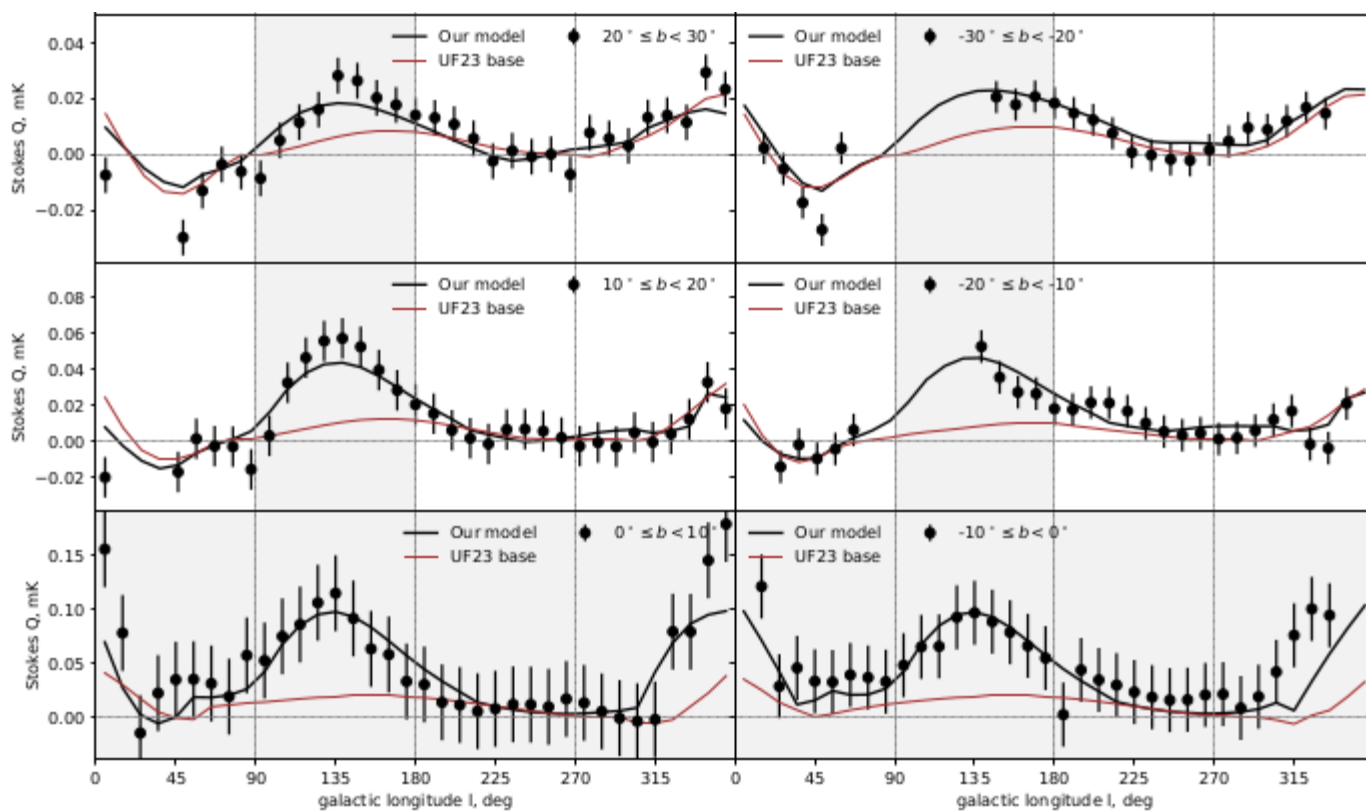 Our model 20° ≤ b < 30°
UF23 base
Our model -30° ≤ b < -20°
UF23 base
0.04
0.02
0.00
−0.02
Stokes Q, mK
Our model 10° ≤ b < 20°
UF23 base
Our model -20° ≤ b < -10°
UF23 base
0.08
0.06
0.04
0.02
0.00
−0.02
Stokes Q, mK
Our model 0° ≤ b < 10°
UF23 base
Our model -10° ≤ b < 0°
UF23 base
0.15
0.10
0.05
0.00
Stokes Q, mK
0 45 90 135 180 225 270 315 0 45 90 135 180 225 270 315
galactic longitude l, deg galactic longitude l, deg